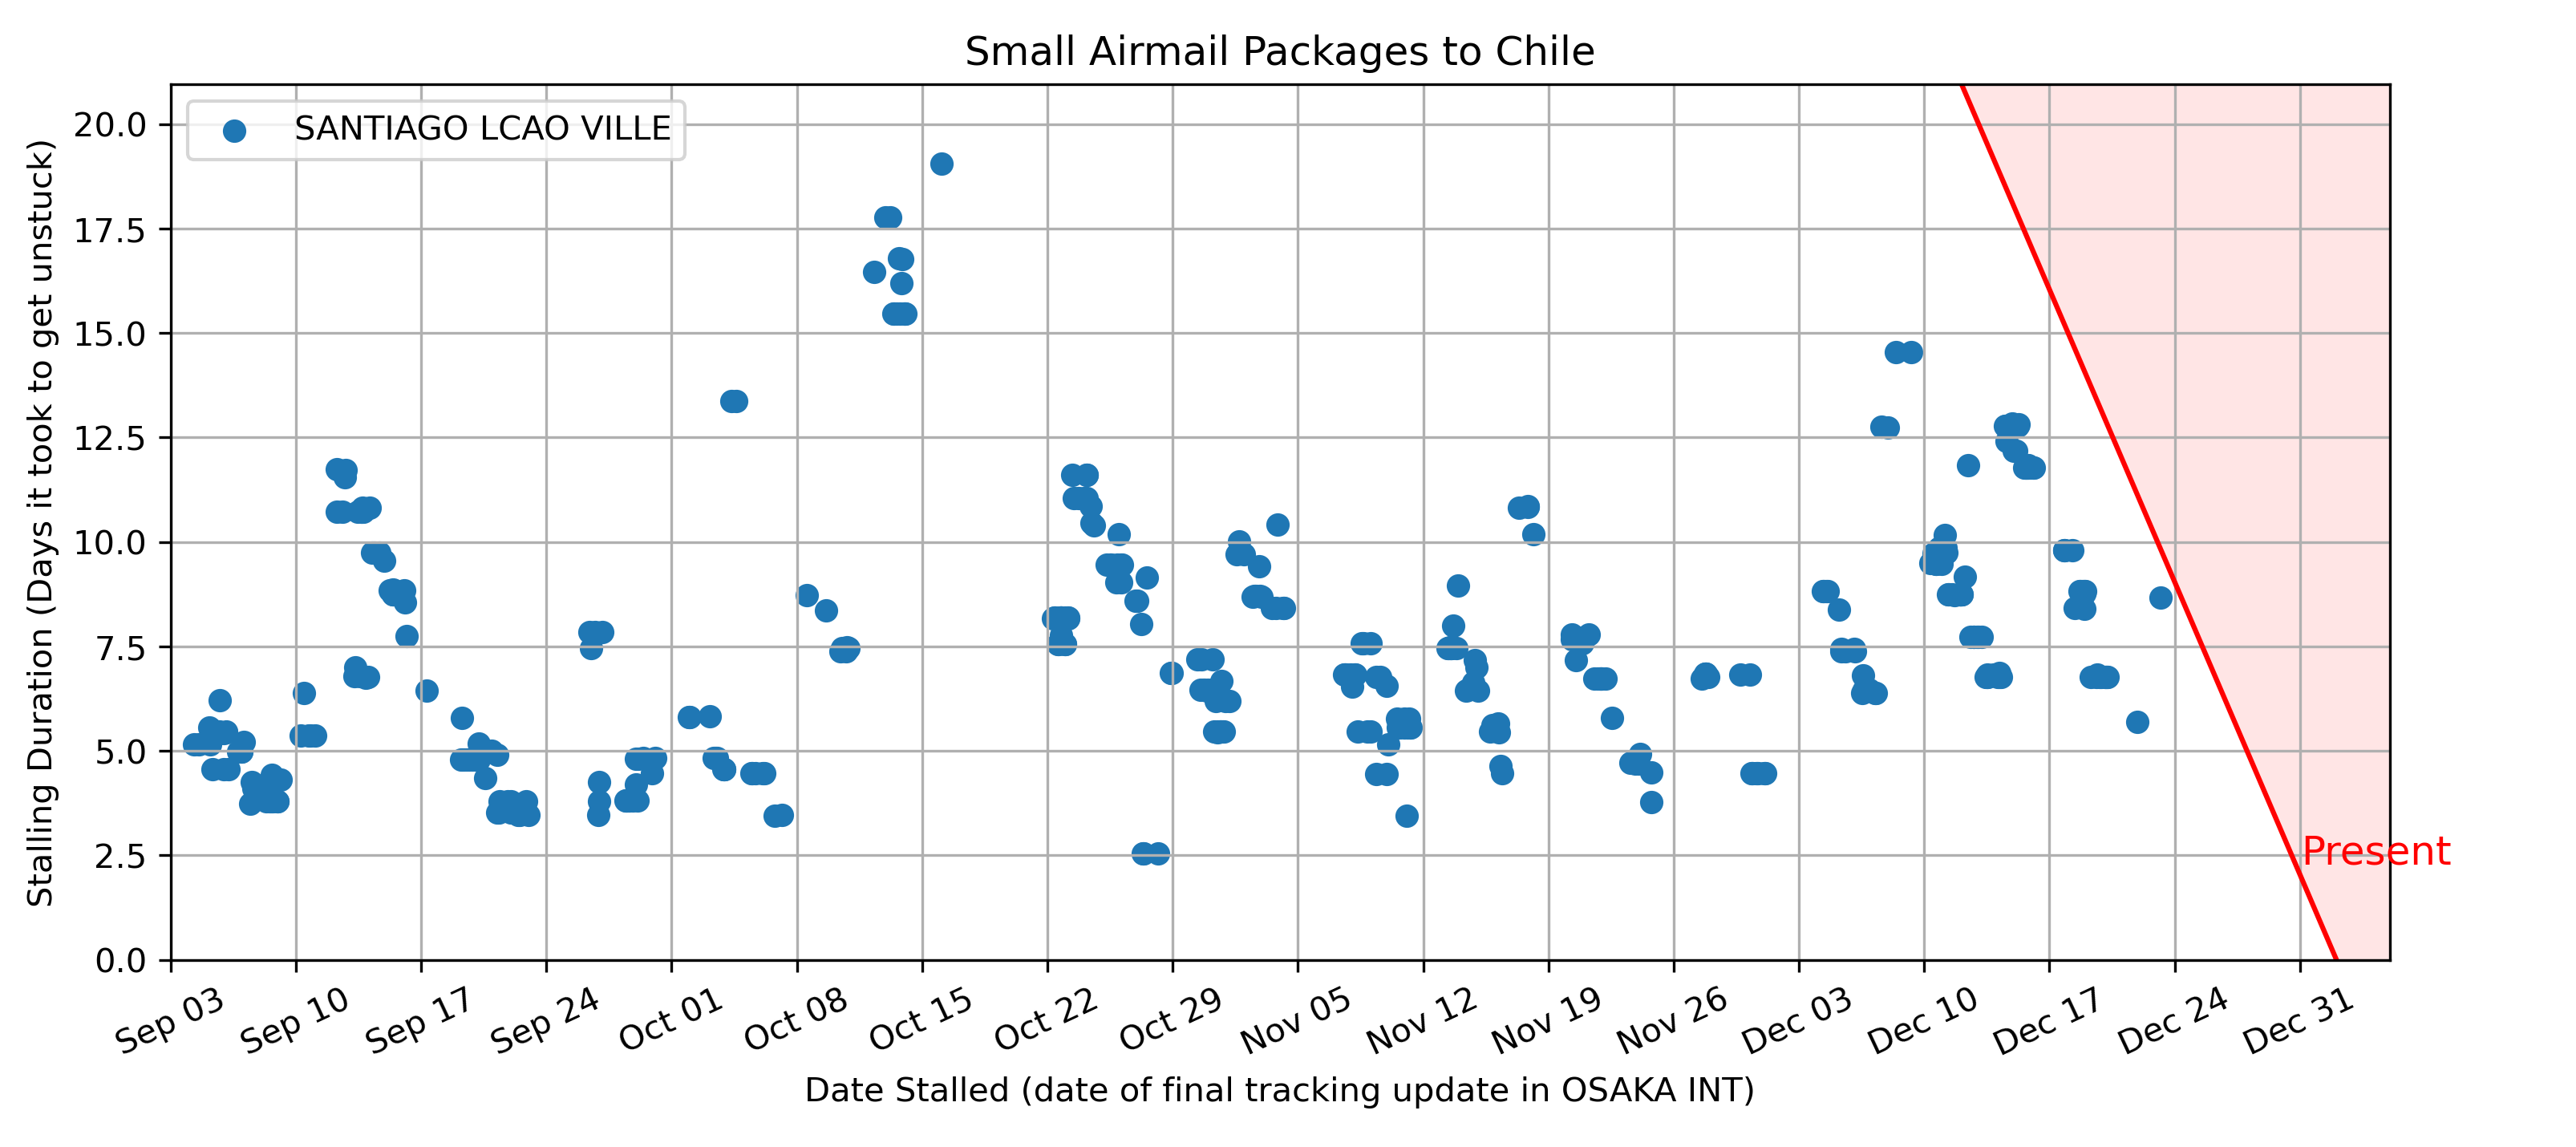 Small Airmail Packages to Chile
SANTIAGO LCAO VILLE
Stalling Duration (Days it took to get unstuck)
20.0
17.5
15.0
12.5
10.0
7.5
5.0
2.5
0.0
Present
Sep 03
Sep 10
Sep 17
Sep 24
Oct 01
Oct 08
Oct 15
Oct 22
Oct 29
Nov 05
Nov 12
Nov 19
Nov 26
Dec 03
Dec 10
Dec 17
Dec 24
Dec 31
Date Stalled (date of final tracking update in OSAKA INT)